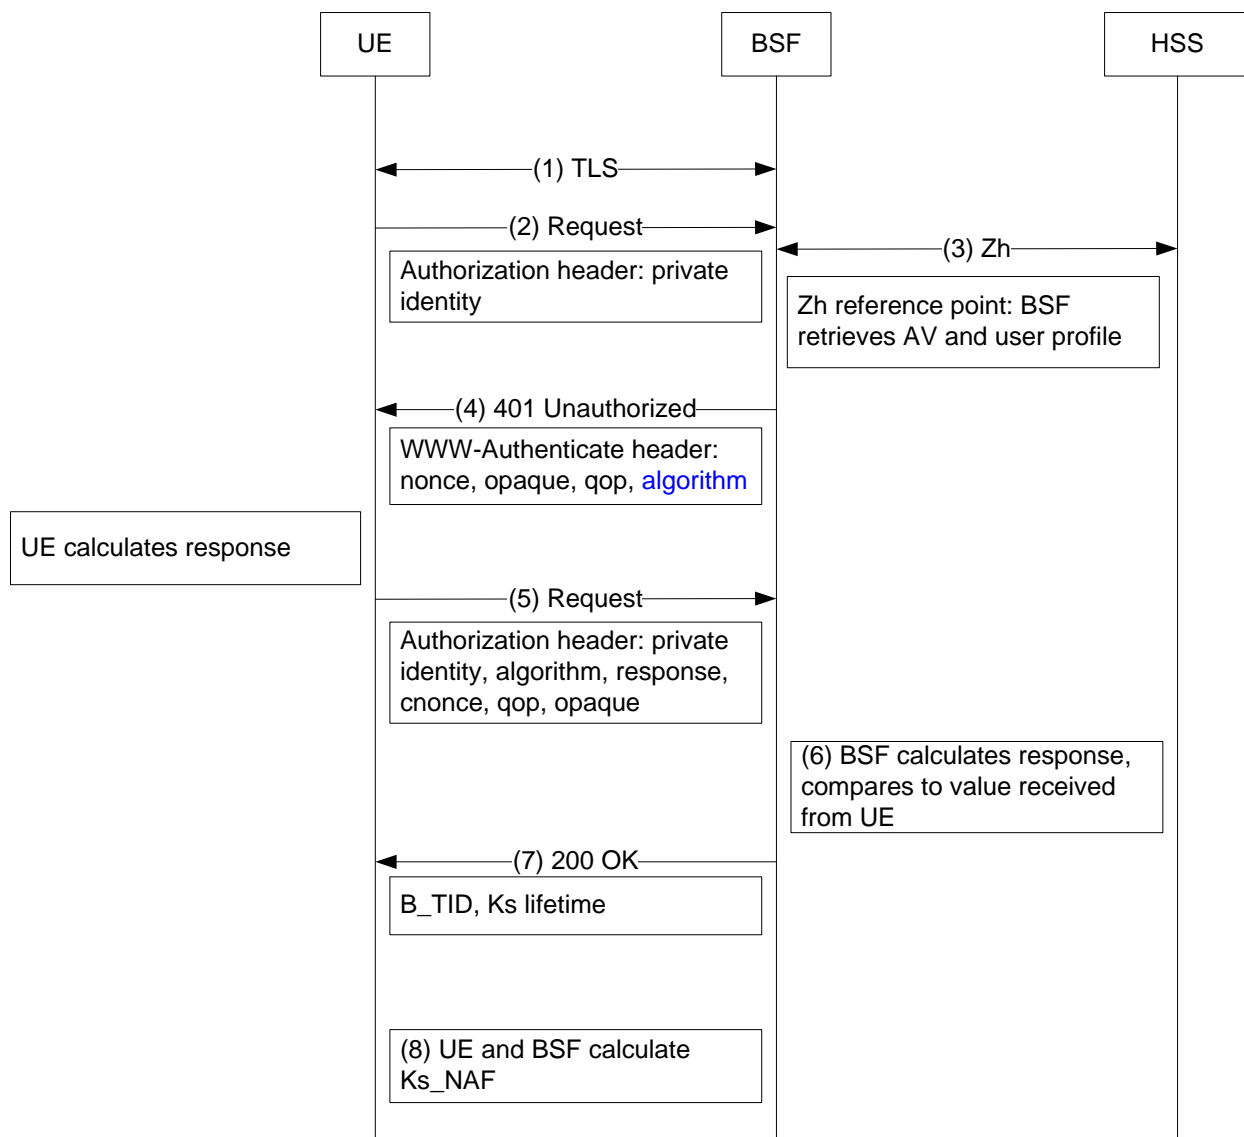 UE
BSF
HSS
(1) TLS
(2) Request
(3) Zh
Authorization header: private
identity
Zh reference point: BSF
retrieves AV and user profile
(4) 401 Unauthorized
WWW-Authenticate header:
nonce, opaque, qop, algorithm
UE calculates response
(5) Request
Authorization header: private
identity, algorithm, response,
cnonce, qop, opaque
(6) BSF calculates response,
compares to value received
from UE
(7) 200 OK
B_TID, Ks lifetime
(8) UE and BSF calculate
Ks_NAF